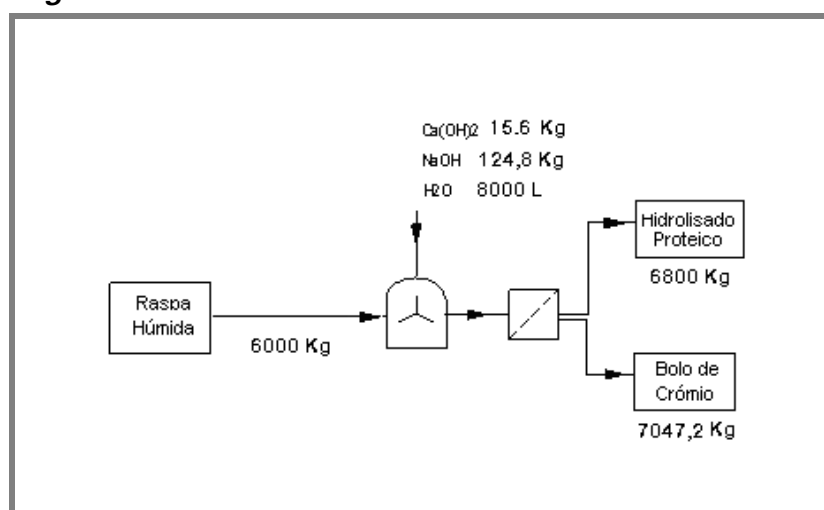 Ca(OH)2 15.6 Kg
NaOH 124,8 Kg
H2O 8000 L
Hidrolisado
Proteico
6800 Kg
Raspa
Húmida
6000 Kg
Bolo de
Crómio
7047,2 Kg